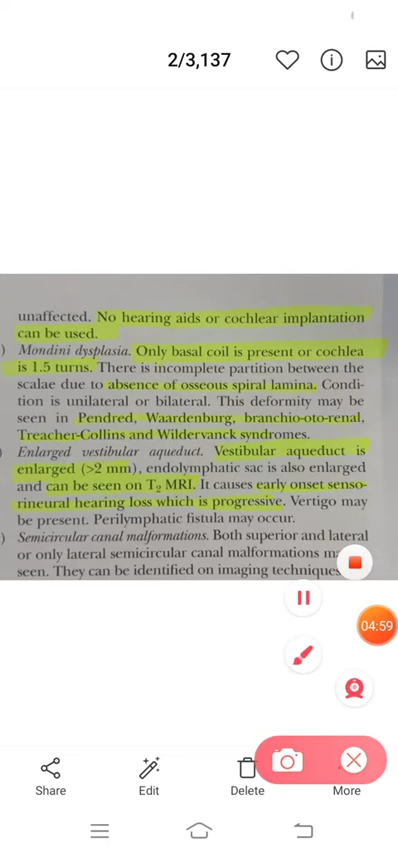 2/3,137
unaffected. No hearing aids or cochlear implantation
can be used.
) Mondini dysplasia. Only basal coil is present or cochlea
is 1.5 turns. There is incomplete partition between the
scalae due to absence of osseous spiral lamina. Condi-
tion is unilateral or bilateral. This deformity may be
seen in Pendred, Waardenburg, branchio-oto-renal,
Treacher-Collins and Wildervanck syndromes.
) Enlarged vestibular aqueduct. Vestibular aqueduct is
enlarged (>2 mm), endolymphatic sac is also enlarged
and can be seen on T₂ MRI. It causes early onset senso-
rineural hearing loss which is progressive. Vertigo may
be present. Perilymphatic fistula may occur.
) Semicircular canal malformations. Both superior and lateral
or only lateral semicircular canal malformations
seen. They can be identified on imaging techniques
04:59
Share
Edit
Delete
More